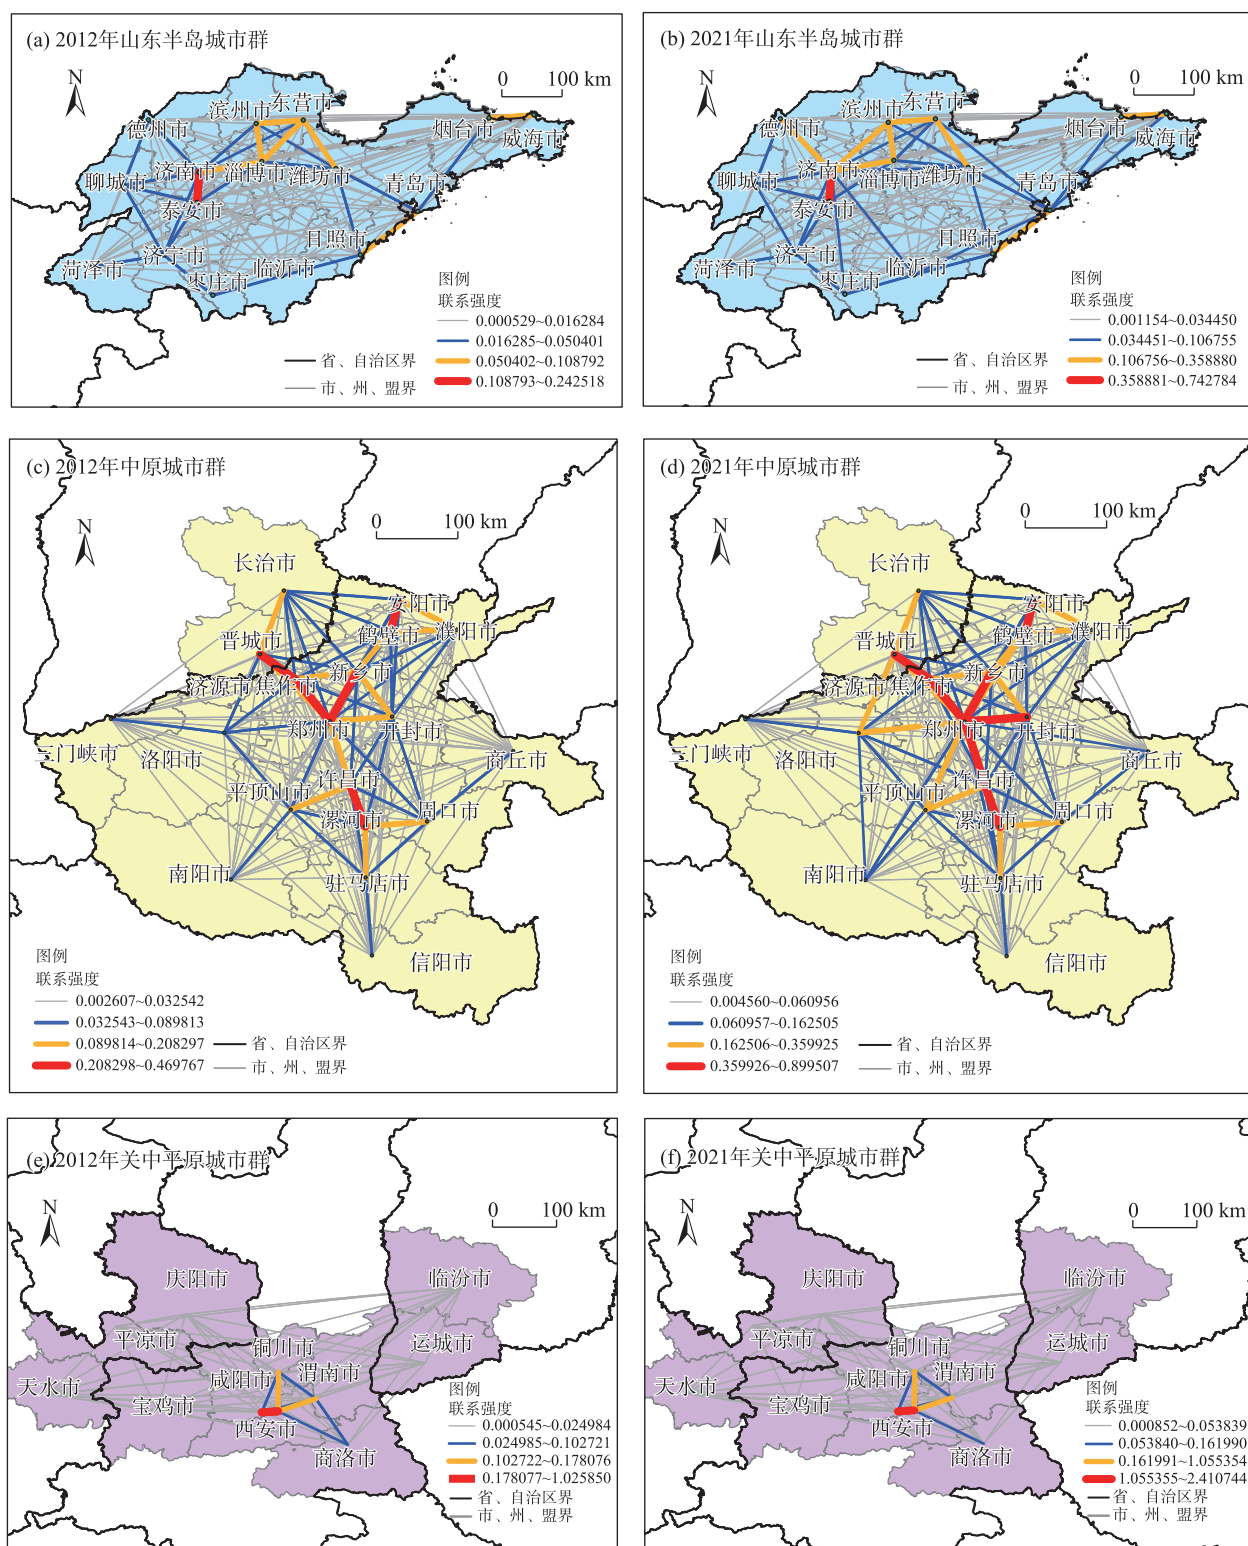 (a) 2012年山东半岛城市群
N
0 100 km
滨州市
东营市
德州市
烟台市
威海市
济南市
淄博市
潍坊市
聊城市
青岛市
泰安市
日照市
济宁市
菏泽市
临沂市
枣庄市
图例
联系强度
0.000529~0.016284
0.016285~0.050401
省、自治区界
0.050402~0.108792
市、州、盟界
0.108793~0.242518
(b) 2021年山东半岛城市群
N
0 100 km
滨州市
东营市
德州市
烟台市
威海市
济南市
淄博市
潍坊市
聊城市
青岛市
泰安市
日照市
济宁市
菏泽市
临沂市
枣庄市
图例
联系强度
0.001154~0.034450
0.034451~0.106755
省、自治区界
0.106756~0.358880
市、州、盟界
0.358881~0.742784
(c) 2012年中原城市群
N
0 100 km
长治市
安阳市
鹤壁市
濮阳市
晋城市
新乡市
济源市
焦作市
郑州市
开封市
三门峡市
洛阳市
商丘市
许昌市
平顶山市
漯河市
周口市
南阳市
驻马店市
信阳市
图例
联系强度
0.002607~0.032542
0.032543~0.089813
0.089814~0.208297
省、自治区界
0.208298~0.469767
市、州、盟界
(d) 2021年中原城市群
N
0 100 km
长治市
安阳市
鹤壁市
濮阳市
晋城市
新乡市
济源市
焦作市
郑州市
开封市
三门峡市
洛阳市
商丘市
许昌市
平顶山市
漯河市
周口市
南阳市
驻马店市
信阳市
图例
联系强度
0.004560~0.060956
0.060957~0.162505
0.162506~0.359925
省、自治区界
0.359926~0.899507
市、州、盟界
(e) 2012年关中平原城市群
N
0 100 km
庆阳市
临汾市
平凉市
铜川市
运城市
天水市
咸阳市
渭南市
宝鸡市
西安市
商洛市
图例
联系强度
0.000545~0.024984
0.024985~0.102721
0.102722~0.178076
0.178077~1.025850
省、自治区界
市、州、盟界
(f) 2021年关中平原城市群
N
0 100 km
庆阳市
临汾市
平凉市
铜川市
运城市
天水市
咸阳市
渭南市
宝鸡市
西安市
商洛市
图例
联系强度
0.000852~0.053839
0.053840~0.161990
0.161991~1.055354
1.055355~2.410744
省、自治区界
市、州、盟界